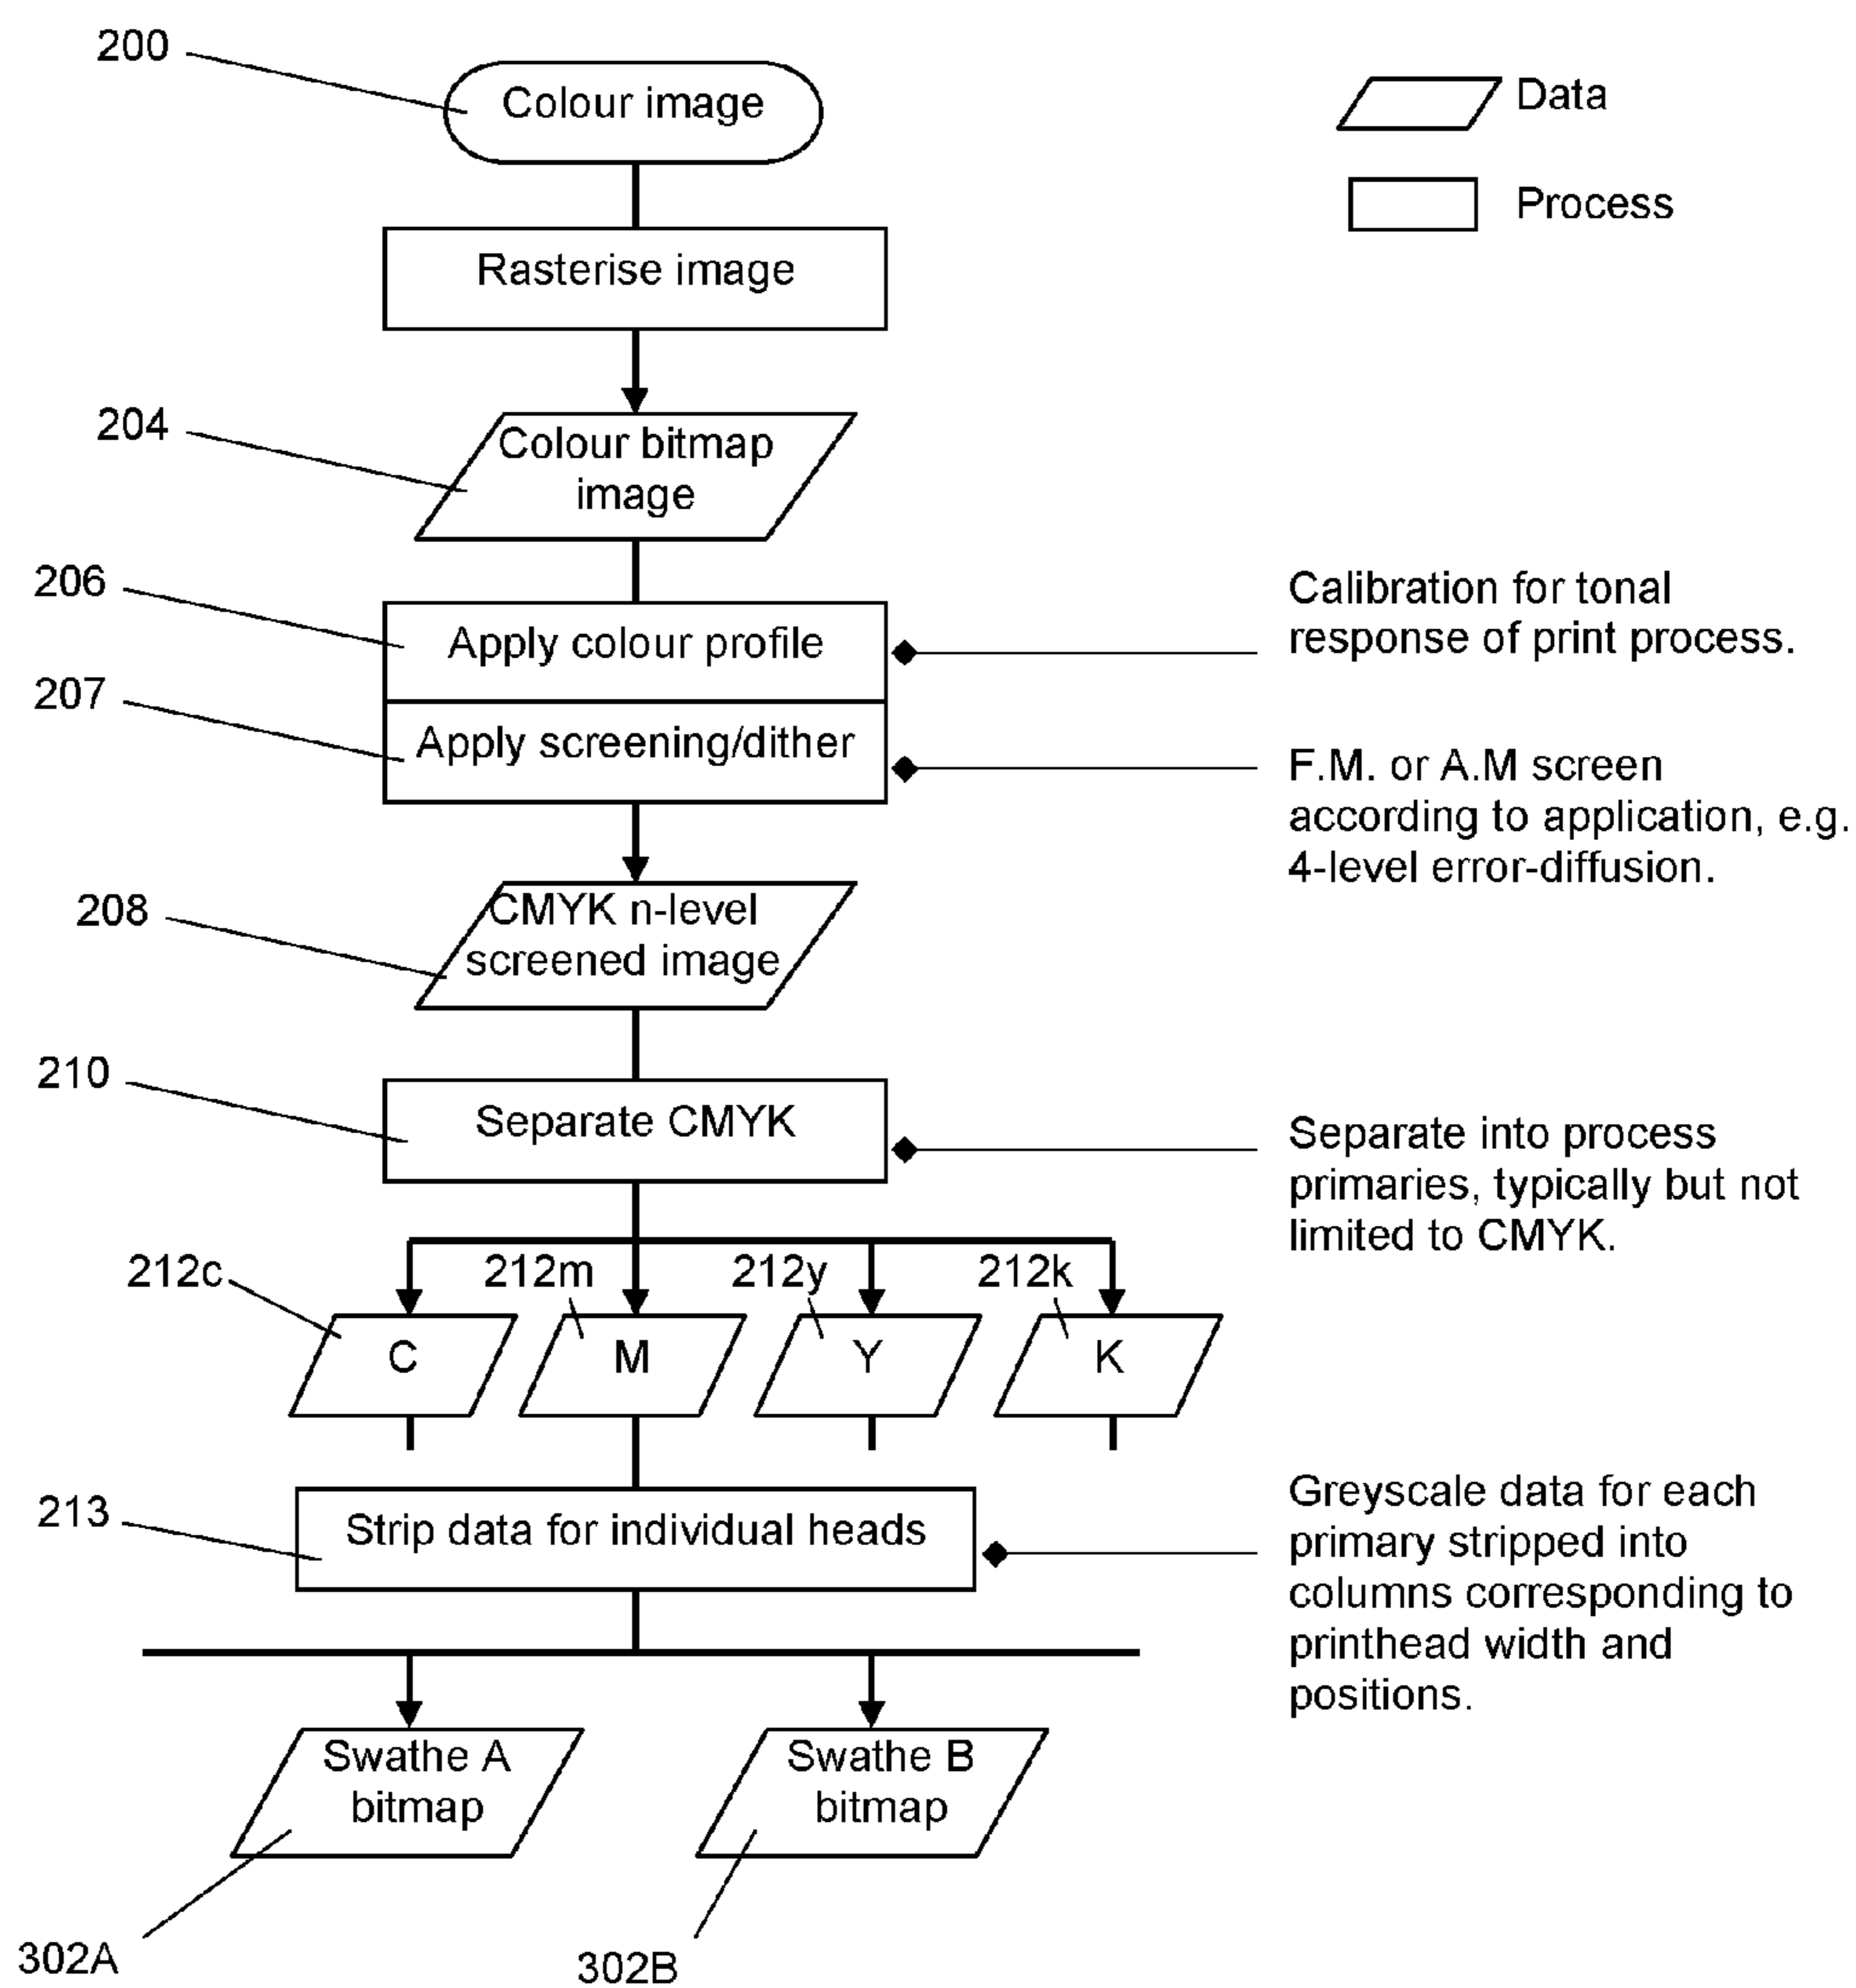 200
Colour image
Data
Process
Rasterise image
204
Colour bitmap
image
206
Apply colour profile
Calibration for tonal
response of print process.
207
Apply screening/dither
F.M. or A.M screen
according to application, e.g.
4-level error-diffusion.
208
CMYK n-level
screened image
210
Separate CMYK
Separate into process
primaries, typically but not
limited to CMYK.
212c
212m
212y
212k
C
M
Y
K
213
Strip data for individual heads
Greyscale data for each
primary stripped into
columns corresponding to
printhead width and
positions.
Swathe A
bitmap
Swathe B
bitmap
302A
302B